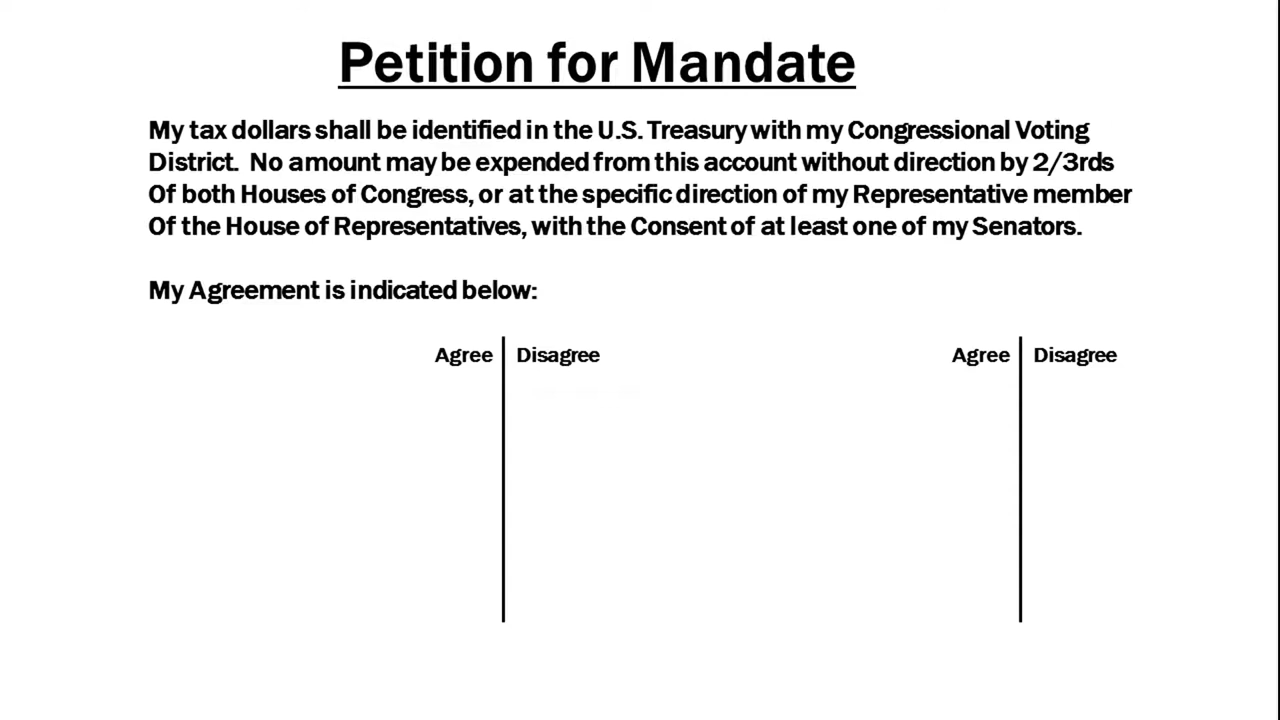 Petition for Mandate
My tax dollars shall be identified in the U.S. Treasury with my Congressional Voting
District. No amount may be expended from this account without direction by 2/3rds
Of both Houses of Congress, or at the specific direction of my Representative member
Of the House of Representatives, with the Consent of at least one of my Senators.
My Agreement is indicated below:
Agree Disagree Agree Disagree